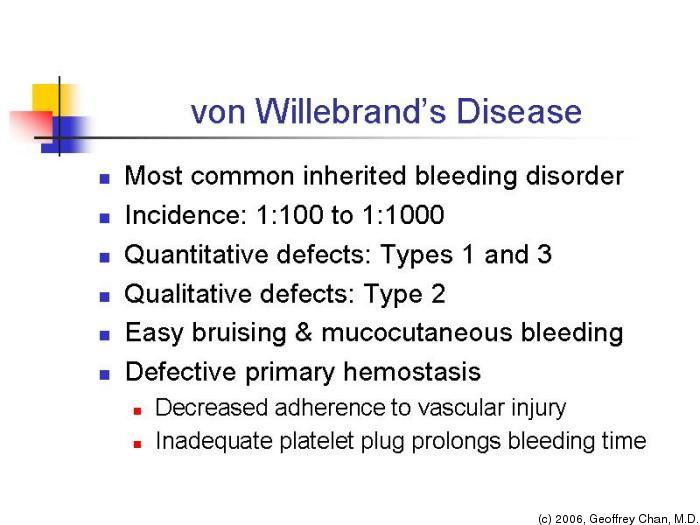 von Willebrand's Disease
Most common inherited bleeding disorder
Incidence: 1:100 to 1:1000
Quantitative defects: Types 1 and 3
Qualitative defects: Type 2
Easy bruising & mucocutaneous bleeding
Defective primary hemostasis
Decreased adherence to vascular injury
Inadequate platelet plug prolongs bleeding time
(c) 2006, Geoffrey Chan, M.D.